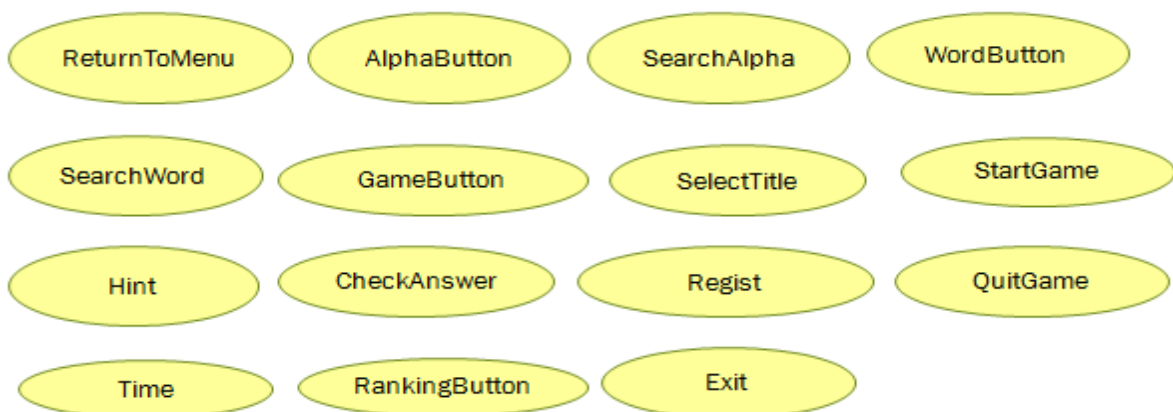 ReturnToMenu
AlphaButton
SearchAlpha
WordButton
SearchWord
GameButton
SelectTitle
StartGame
Hint
CheckAnswer
Regist
QuitGame
Time
RankingButton
Exit